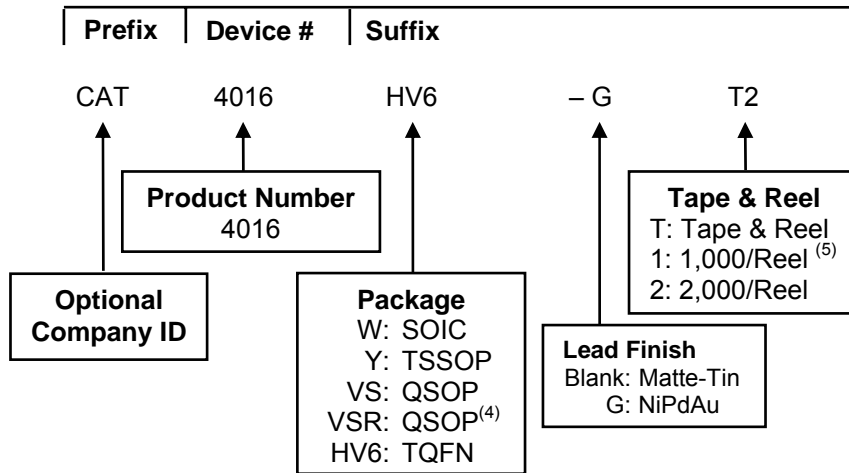 Prefix Device # Suffix
CAT 4016 HV6 – G T2
Product Number
4016
Tape & Reel
T: Tape & Reel
1: 1,000/Reel (5)
2: 2,000/Reel
Optional
Company ID
Package
W: SOIC
Y: TSSOP
VS: QSOP
VSR: QSOP(4)
HV6: TQFN
Lead Finish
Blank: Matte-Tin
G: NiPdAu